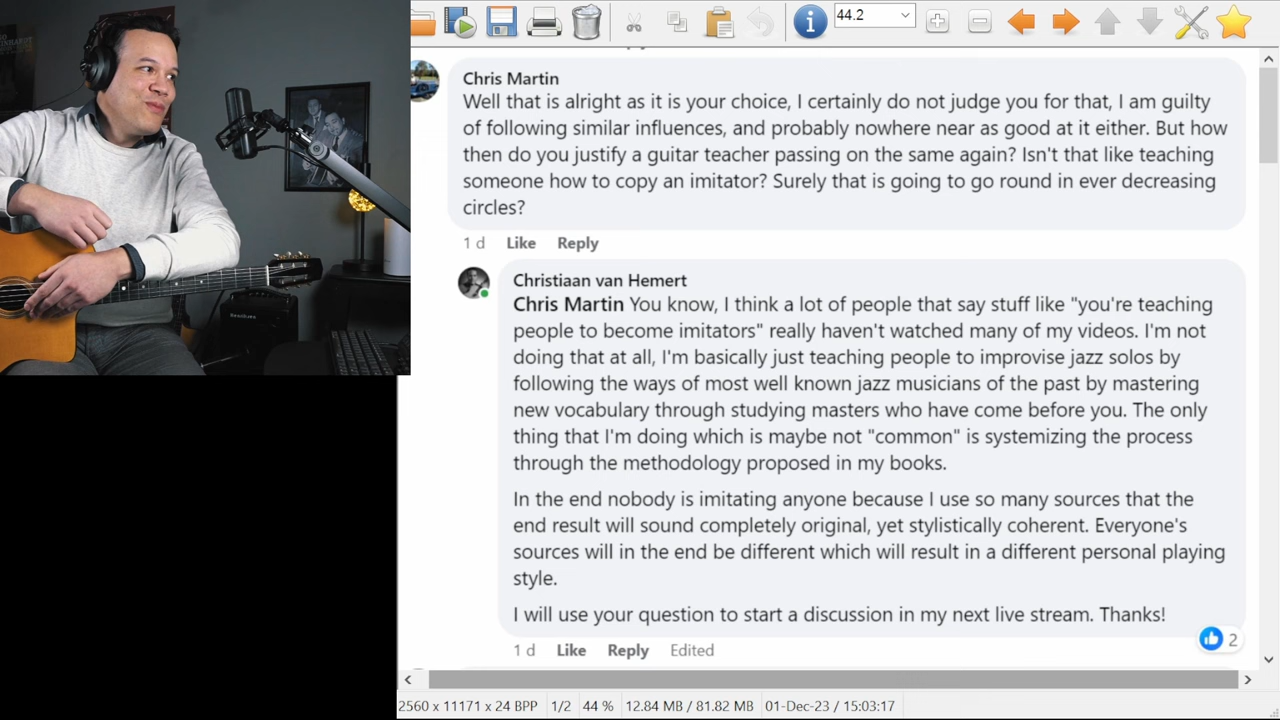 44.2
Chris Martin
Well that is alright as it is your choice, I certainly do not judge you for that, I am guilty
of following similar influences, and probably nowhere near as good at it either. But how
then do you justify a guitar teacher passing on the same again? Isn't that like teaching
someone how to copy an imitator? Surely that is going to go round in ever decreasing
circles?
1 d Like Reply
Christiaan van Hemert
Chris Martin You know, I think a lot of people that say stuff like "you're teaching
people to become imitators" really haven't watched many of my videos. I'm not
doing that at all, I'm basically just teaching people to improvise jazz solos by
following the ways of most well known jazz musicians of the past by mastering
new vocabulary through studying masters who have come before you. The only
thing that I'm doing which is maybe not "common" is systemizing the process
through the methodology proposed in my books.
In the end nobody is imitating anyone because I use so many sources that the
end result will sound completely original, yet stylistically coherent. Everyone's
sources will in the end be different which will result in a different personal playing
style.
I will use your question to start a discussion in my next live stream. Thanks!
2
1 d Like Reply Edited
2560 x 11171 x 24 BPP 1/2 44 % 12.84 MB / 81.82 MB 01-Dec-23 / 15:03:17